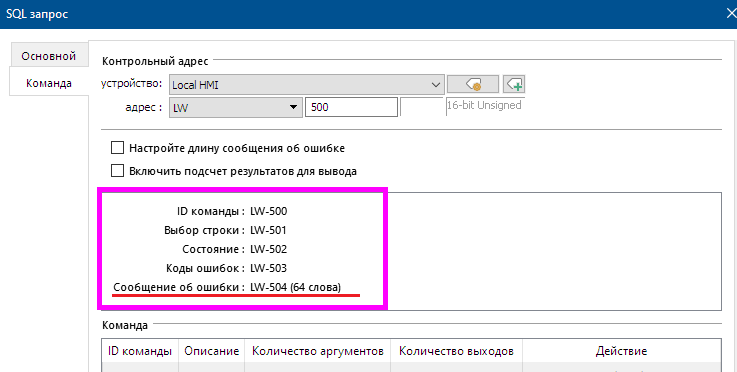 SQL запрос
Основной
Команда
Контрольный адрес
устройство: Local HMI
адрес : LW 500 16-bit Unsigned
Настройте длину сообщения об ошибке
Включить подсчет результатов для вывода
ID команды : LW-500
Выбор строки : LW-501
Состояние : LW-502
Коды ошибок : LW-503
Сообщение об ошибки : LW-504 (64 слова)
Команда
ID команды Описание Количество аргументов Количество выходов Действие